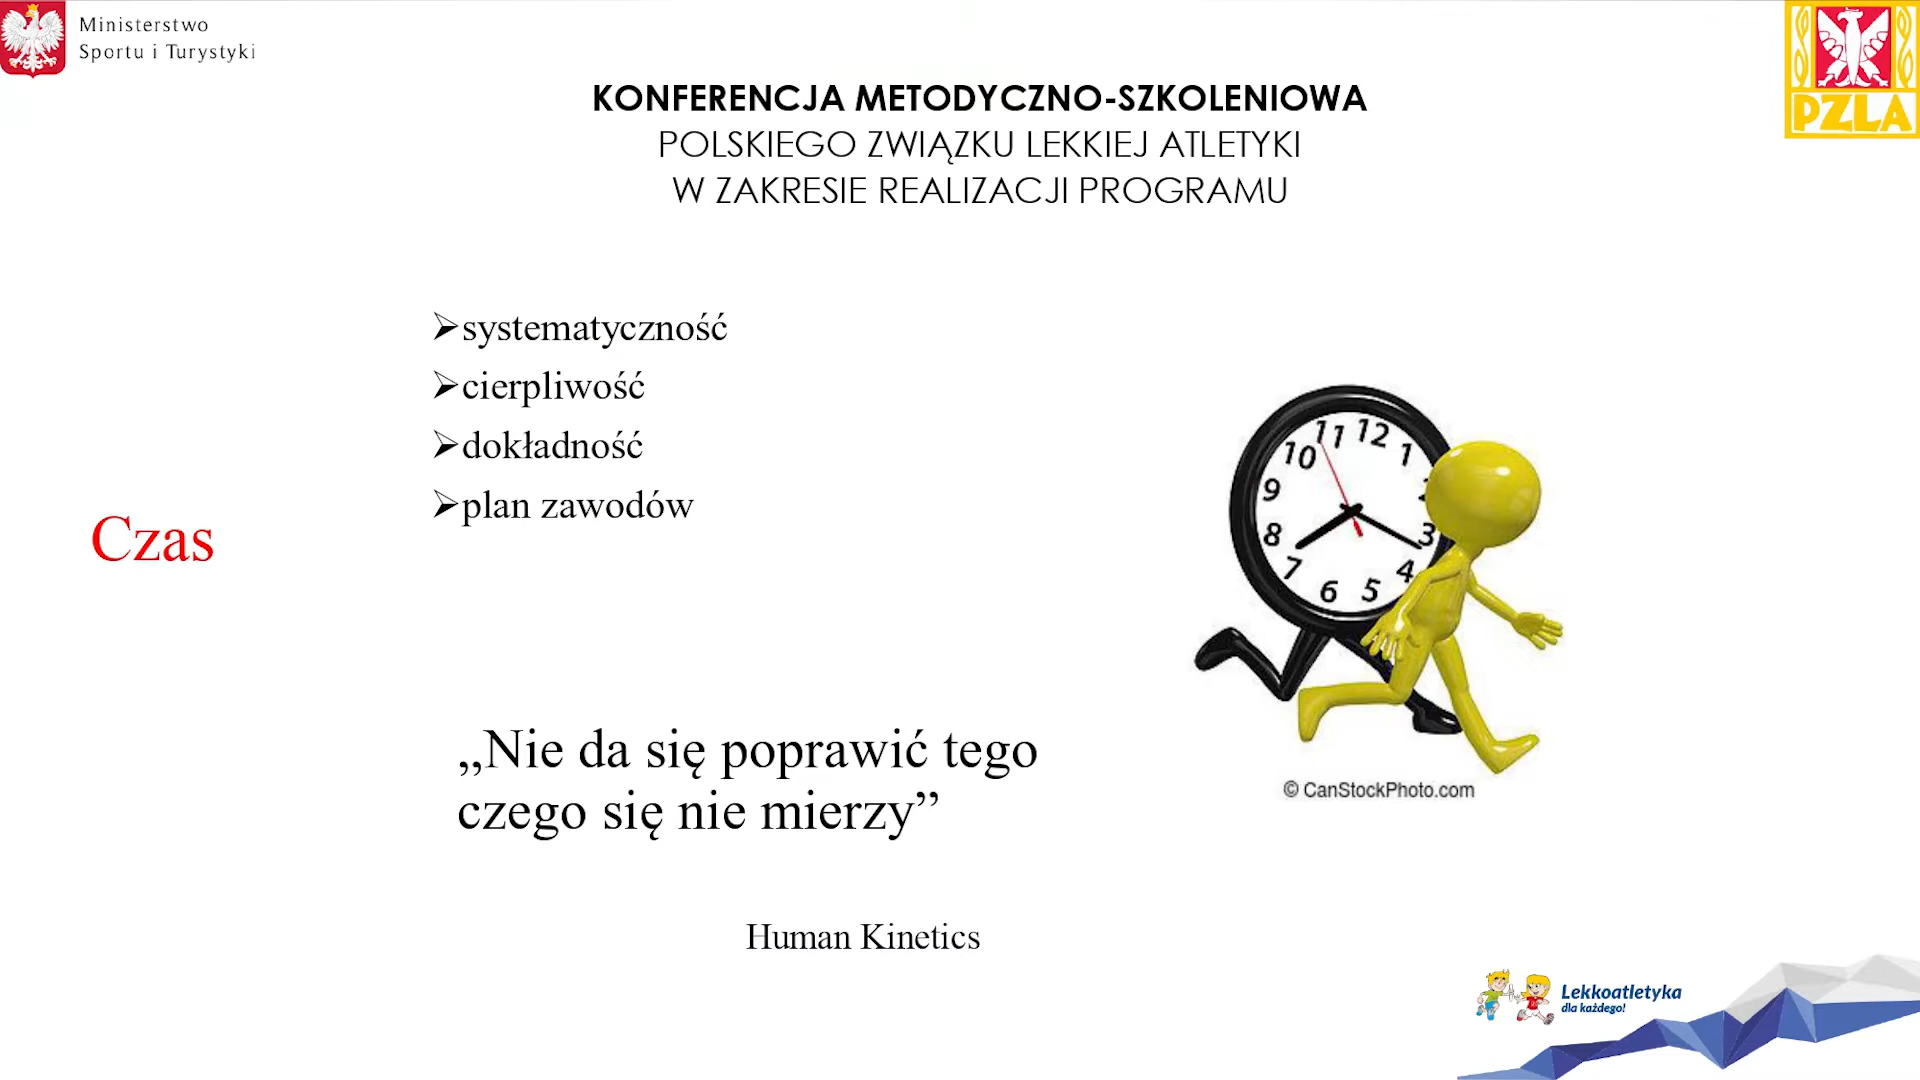 Ministerstwo
Sportu i Turystyki
PZLA
KONFERENCJA METODYCZNO-SZKOLENIOWA
POLSKIEGO ZWIĄZKU LEKKIEJ ATLETYKI
W ZAKRESIE REALIZACJI PROGRAMU
➢systematyczność
➢cierpliwość
➢dokładność
➢plan zawodów
Czas
11 12 1
10
9
8 3
7 4
6 5
„Nie da się poprawić tego
czego się nie mierzy”
© CanStockPhoto.com
Human Kinetics
Lekkoatletyka
dla każdego!